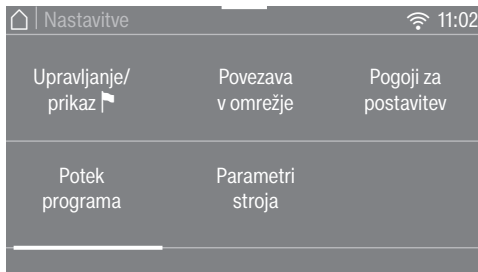 Nastavitve 11:02
Upravljanje/
prikaz
Povezava
v omrežje
Pogoji za
postavitev
Potek
programa
Parametri
stroja